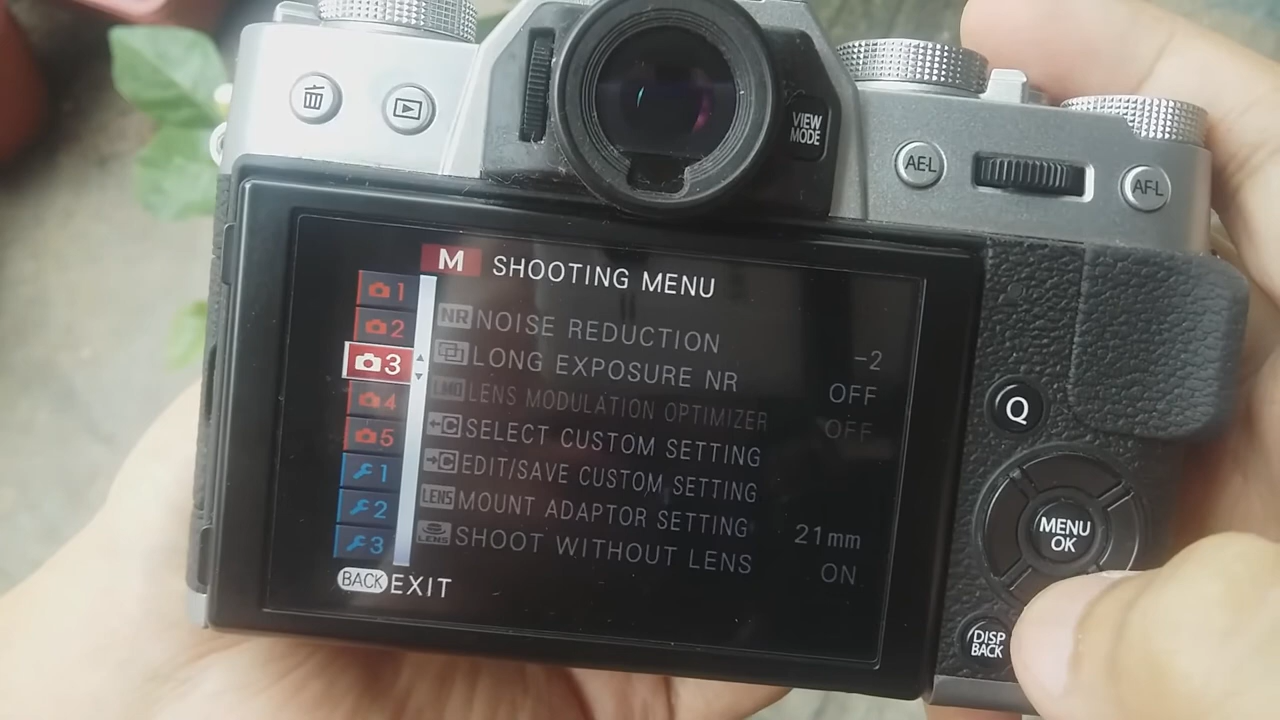 VIEW
MODE
AE-L
AF-L
M SHOOTING MENU
1
2
3
4
5
1
2
3
NR NOISE REDUCTION -2
LONG EXPOSURE NR OFF
LMO LENS MODULATION OPTIMIZER OFF
C SELECT CUSTOM SETTING
C EDIT/SAVE CUSTOM SETTING
LENS MOUNT ADAPTOR SETTING 21mm
LENS SHOOT WITHOUT LENS ON
BACK EXIT
Q
MENU
OK
DISP
BACK